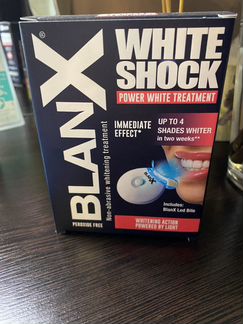 WHITE
SHOCK
POWER WHITE TREATMENT
BLANX®
Non-abrasive whitening treatment
PEROXIDE FREE
IMMEDIATE
EFFECT*
UP TO 4
SHADES WHITER
in two weeks**
Includes:
BlanX Led Bite
WHITENING ACTION
POWERED BY LIGHT